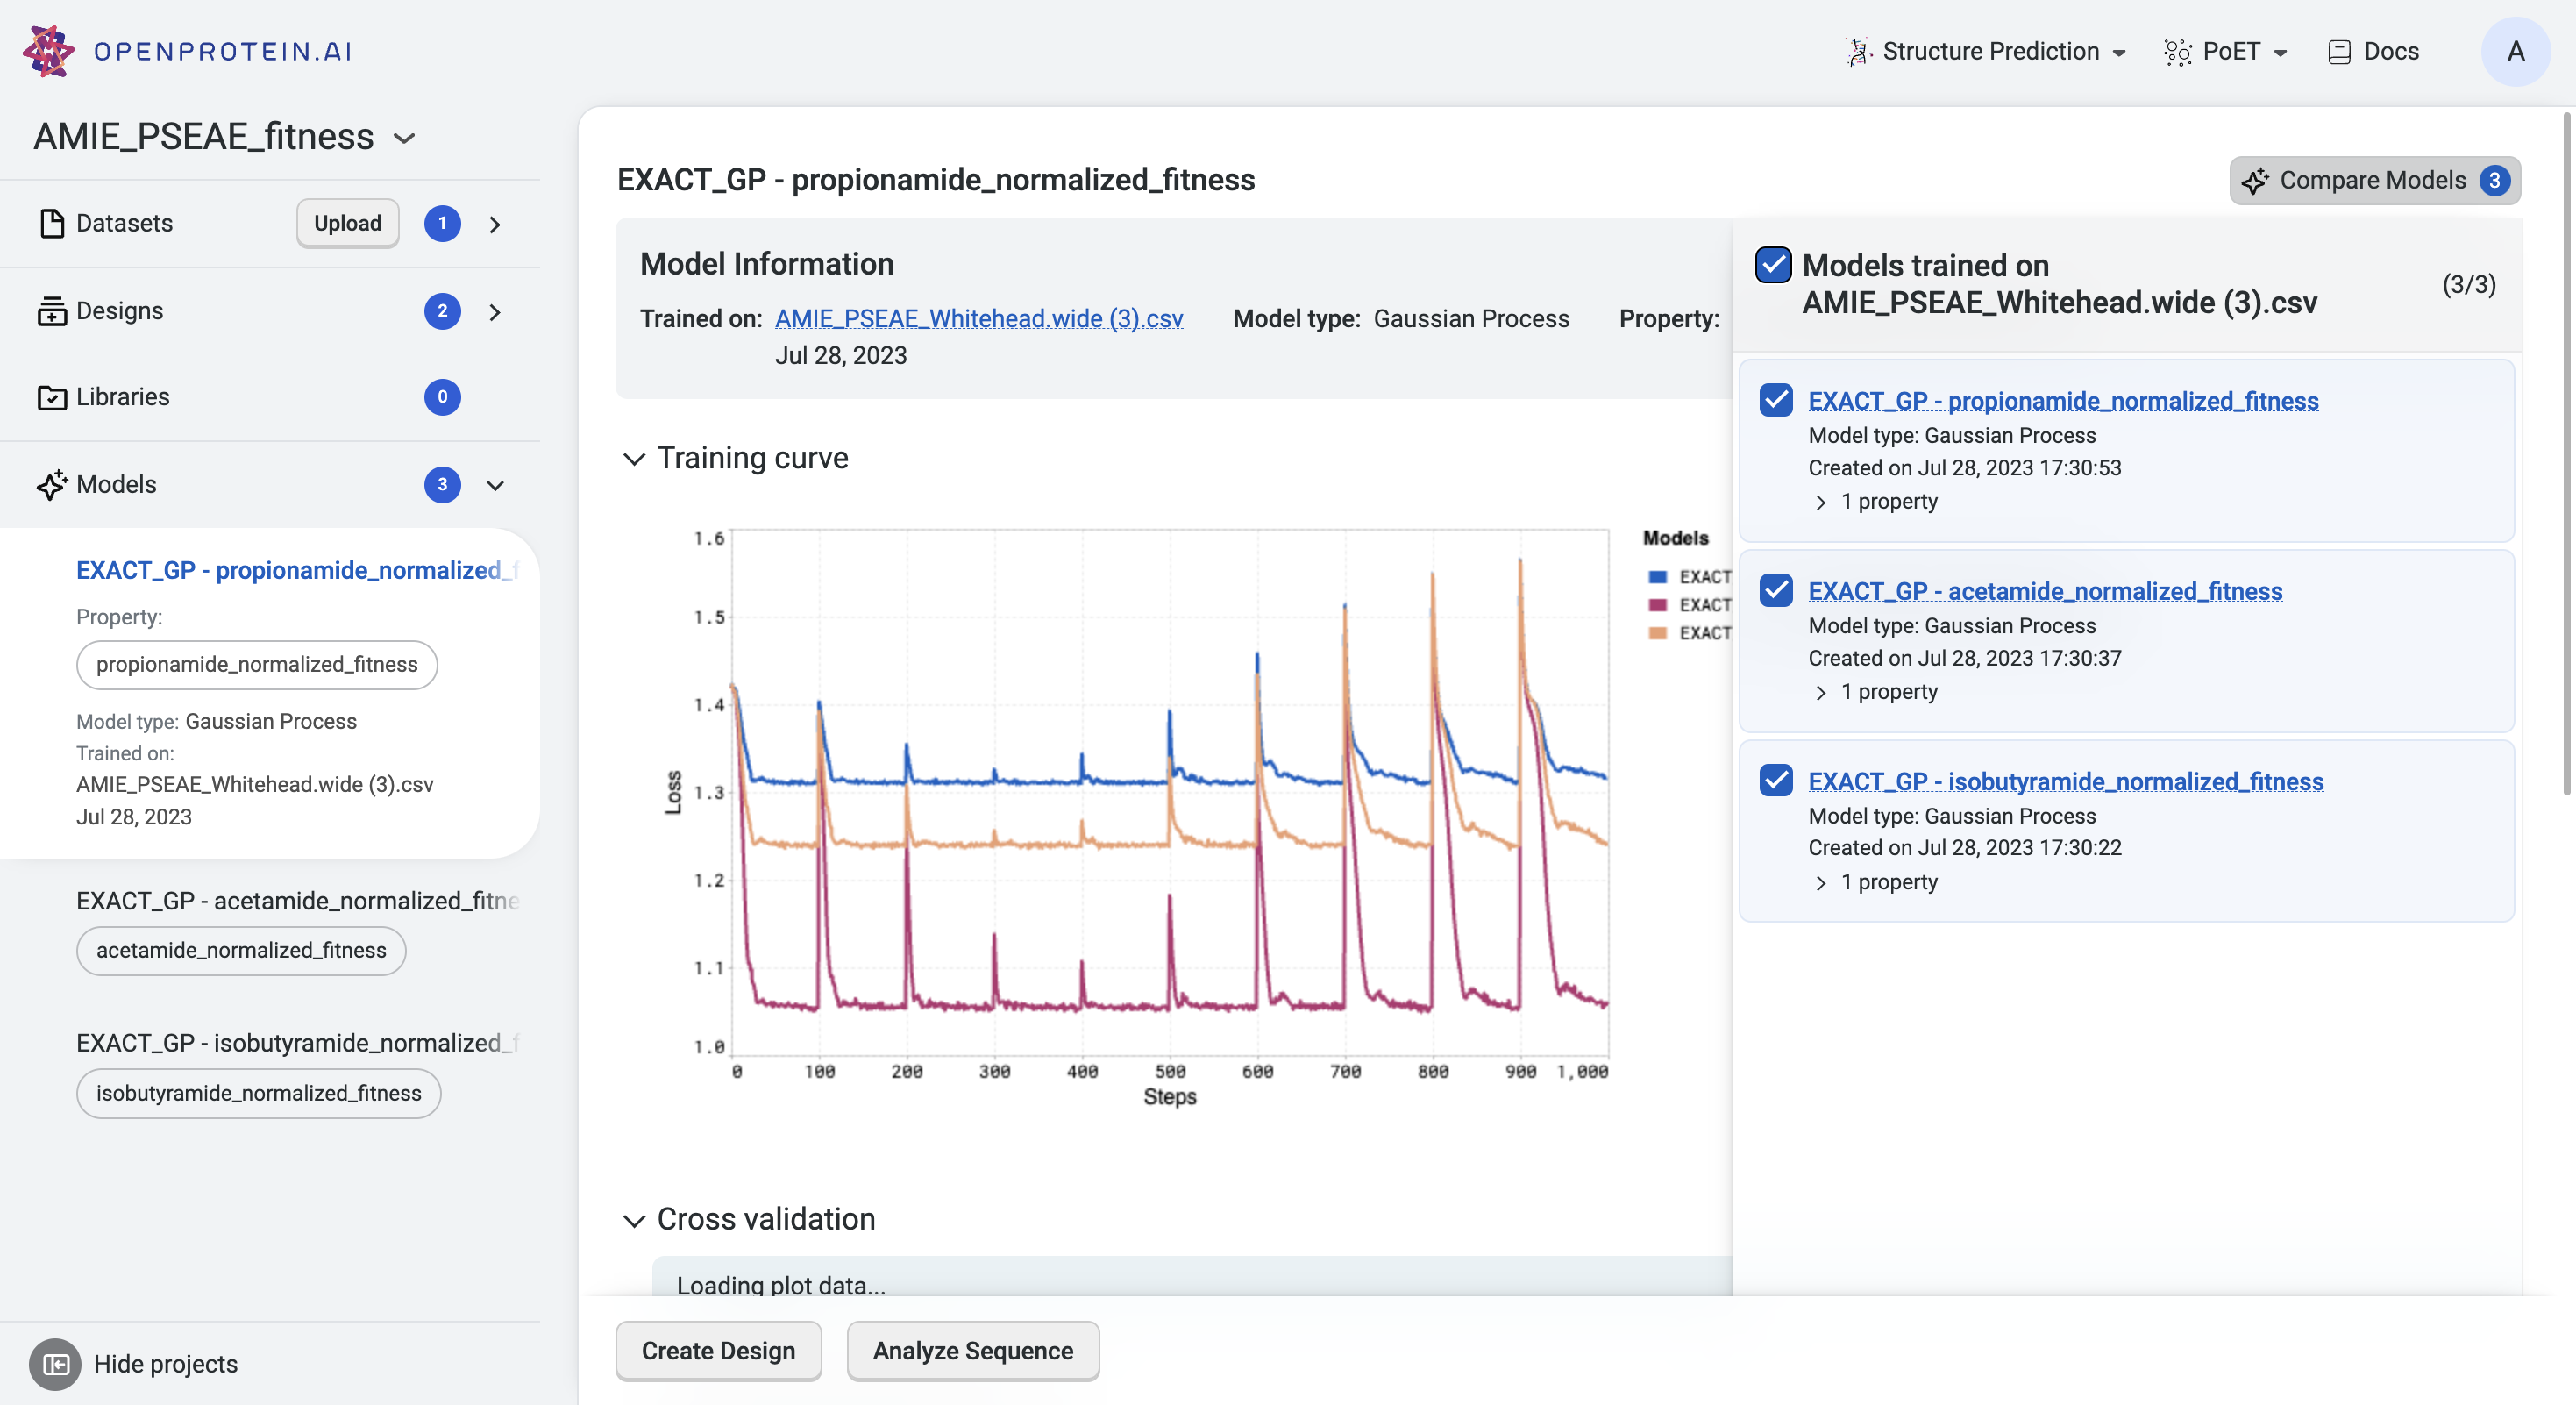 OPENPROTEIN.AI
Structure Prediction
PoET
Docs
A
AMIE_PSEAE_fitness
Datasets
Upload
1
Designs
2
Libraries
0
Models
3
EXACT_GP - propionamide_normalized_f
Property:
propionamide_normalized_fitness
Model type: Gaussian Process
Trained on:
AMIE_PSEAE_Whitehead.wide (3).csv
Jul 28, 2023
EXACT_GP - acetamide_normalized_fitne
acetamide_normalized_fitness
EXACT_GP - isobutyramide_normalized_f
isobutyramide_normalized_fitness
Hide projects
EXACT_GP - propionamide_normalized_fitness
Compare Models 3
Model Information
Trained on: AMIE_PSEAE_Whitehead.wide (3).csv
Jul 28, 2023
Model type: Gaussian Process
Property:
Training curve
1.6
1.5
1.4
1.3
1.2
1.1
1.0
Loss
0 100 200 300 400 500 600 700 800 900 1,000
Steps
Models
EXACT
EXACT
EXACT
Cross validation
Loading plot data...
Create Design
Analyze Sequence
Models trained on
AMIE_PSEAE_Whitehead.wide (3).csv
(3/3)
EXACT_GP - propionamide_normalized_fitness
Model type: Gaussian Process
Created on Jul 28, 2023 17:30:53
1 property
EXACT_GP - acetamide_normalized_fitness
Model type: Gaussian Process
Created on Jul 28, 2023 17:30:37
1 property
EXACT_GP - isobutyramide_normalized_fitness
Model type: Gaussian Process
Created on Jul 28, 2023 17:30:22
1 property